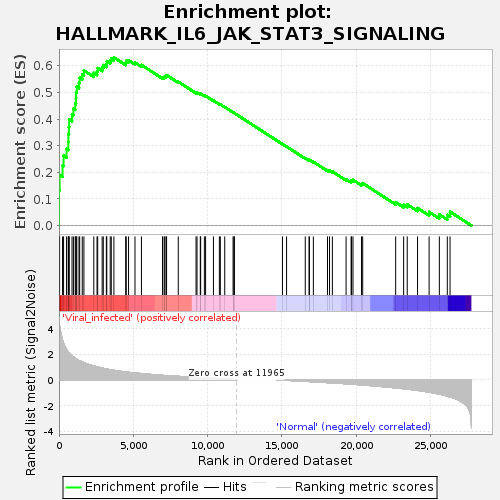 Enrichment plot:
HALLMARK_IL6_JAK_STAT3_SIGNALING
Enrichment score (ES)
0.6
0.5
0.4
0.3
0.2
0.1
0.0
'Viral_infected' (positively correlated)
Ranked list metric (Signal2Noise)
4
2
0
-2
-4
Zero cross at 11965
'Normal' (negatively correlated)
0
5,000
10,000
15,000
20,000
25,000
Rank in Ordered Dataset
Enrichment profile
Hits
Ranking metric scores